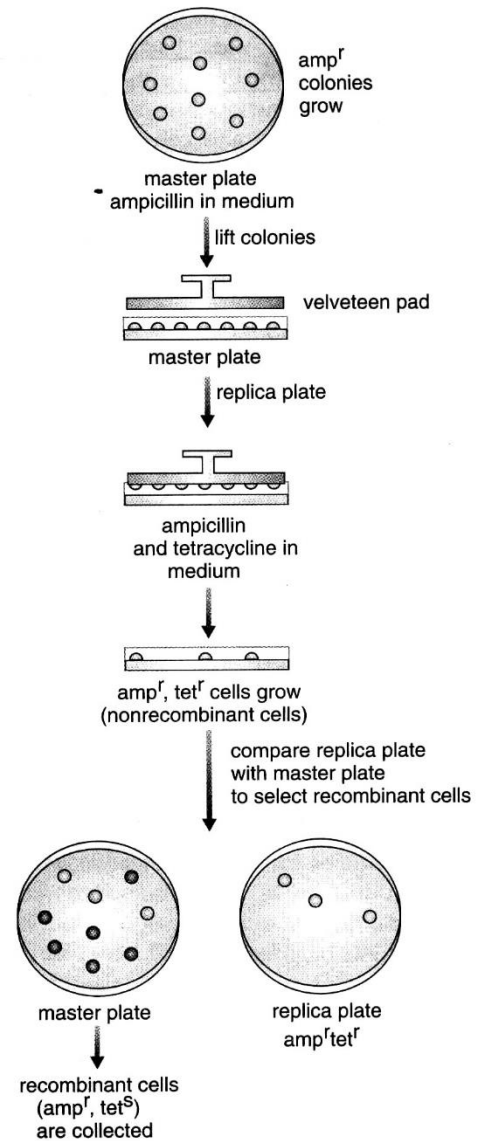 amp^r
colonies
grow
master plate
ampicillin in medium
lift colonies
velveteen pad
master plate
replica plate
ampicillin
and tetracycline in
medium
amp^r, tet^r cells grow
(nonrecombinant cells)
compare replica plate
with master plate
to select recombinant cells
master plate
replica plate
amp^rtet^r
recombinant cells
(amp^r, tet^s)
are collected